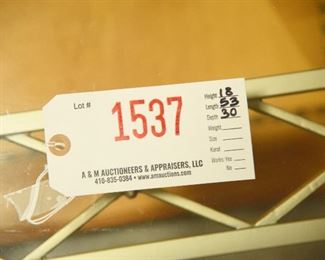 Lot #
1537
Height 18
Length 53
Depth 30
Weight
Size
Karat
Works: Yes
No
A & M AUCTIONEERS & APPRAISERS, LLC
410-835-0384 • www.amauctions.com